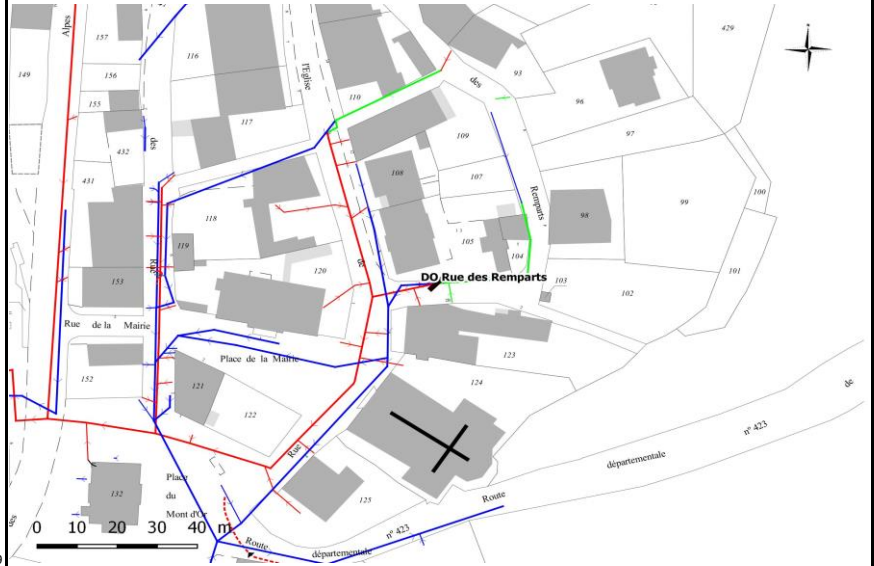 Alpes
157
149
156
155
432
431
153
Rue de la Mairie
152
des
Rue
116
117
118
119
l'Eglise
de
Rue
120
Place de la Mairie
121
122
132
Place
du
Mont d'Or
0 10 20 30 40 m
110
109
108
107
105
104
des
Remparts
DO Rue des Remparts
103
93
96
97
98
99
429
100
101
102
123
124
125
Route
départementale
n° 423
Route
départementale
n° 423
de
des